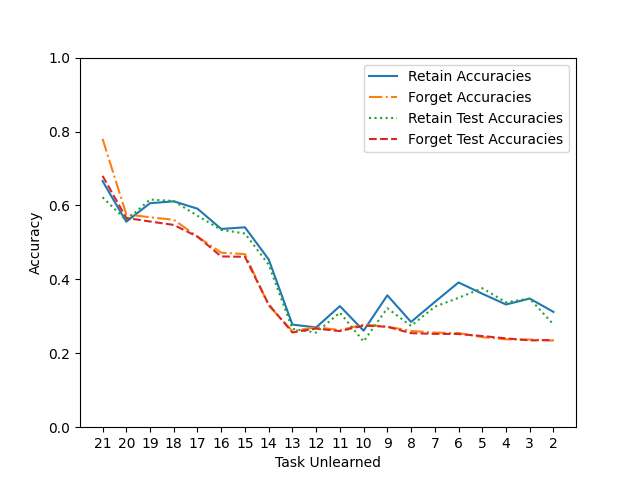 1.0
0.8
0.6
0.4
0.2
0.0
Accuracy
Retain Accuracies
Forget Accuracies
Retain Test Accuracies
Forget Test Accuracies
21 20 19 18 17 16 15 14 13 12 11 10 9 8 7 6 5 4 3 2
Task Unlearned